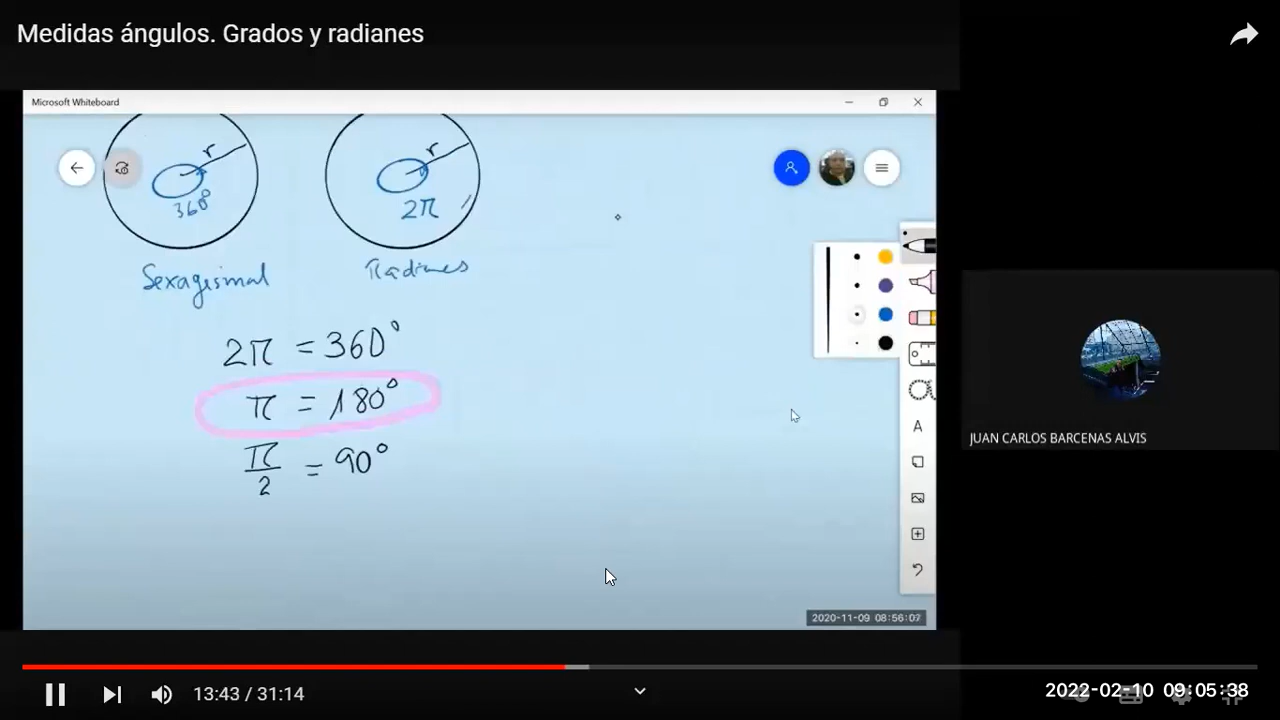 Medidas ángulos. Grados y radianes
Microsoft Whiteboard
r
360°
r
2π
Sexagesimal
Radianes
2π = 360°
π = 180°
π/2 = 90°
A
JUAN CARLOS BARCENAS ALVIS
2020-11-09 08:56:07
13:43 / 31:14
2022-02-10 09:05:38